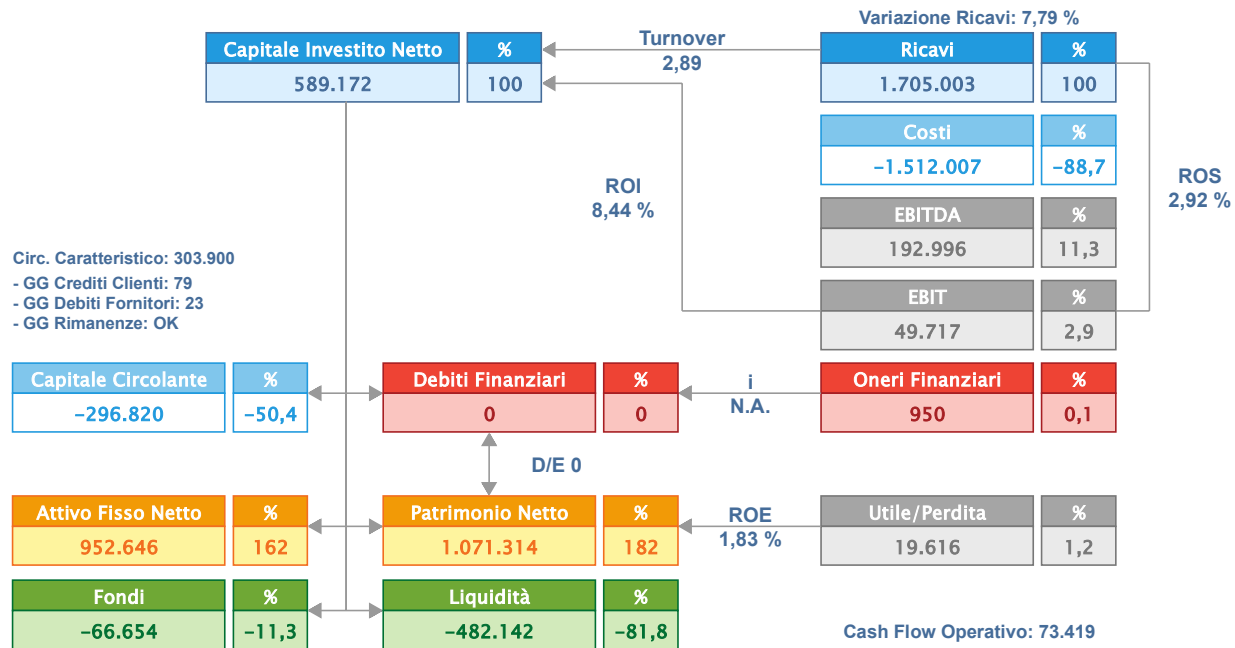 Variazione Ricavi: 7,79 %
Capitale Investito Netto %
589.172 100
Turnover
2,89
Ricavi %
1.705.003 100
Costi %
−1.512.007 −88,7
ROI
8,44 %
ROS
2,92 %
EBITDA %
192.996 11,3
EBIT %
49.717 2,9
Circ. Caratteristico: 303.900
- GG Crediti Clienti: 79
- GG Debiti Fornitori: 23
- GG Rimanenze: OK
Capitale Circolante %
−296.820 −50,4
Debiti Finanziari %
0 0
i
N.A.
Oneri Finanziari %
950 0,1
D/E 0
Attivo Fisso Netto %
952.646 162
Patrimonio Netto %
1.071.314 182
ROE
1,83 %
Utile/Perdita %
19.616 1,2
Fondi %
−66.654 −11,3
Liquidità %
−482.142 −81,8
Cash Flow Operativo: 73.419